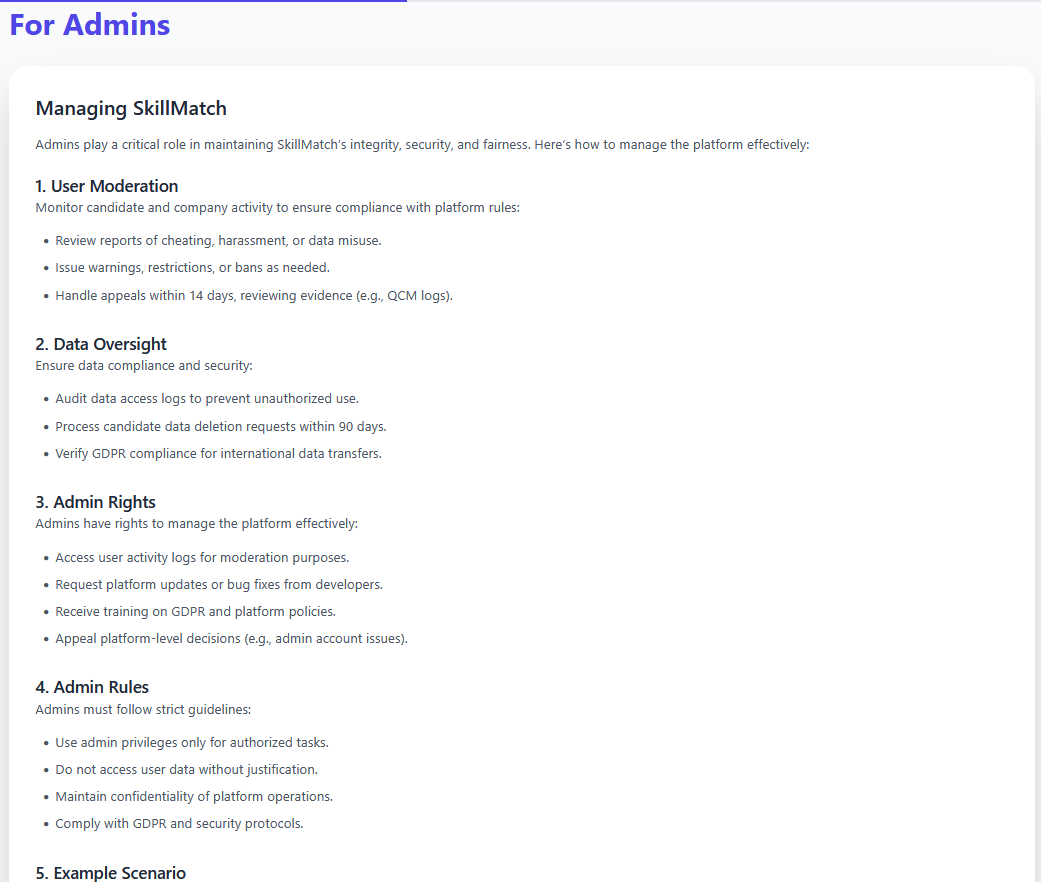 For Admins
Managing SkillMatch
Admins play a critical role in maintaining SkillMatch's integrity, security, and fairness. Here's how to manage the platform effectively:
1. User Moderation
Monitor candidate and company activity to ensure compliance with platform rules:
• Review reports of cheating, harassment, or data misuse.
• Issue warnings, restrictions, or bans as needed.
• Handle appeals within 14 days, reviewing evidence (e.g., QCM logs).
2. Data Oversight
Ensure data compliance and security:
• Audit data access logs to prevent unauthorized use.
• Process candidate data deletion requests within 90 days.
• Verify GDPR compliance for international data transfers.
3. Admin Rights
Admins have rights to manage the platform effectively:
• Access user activity logs for moderation purposes.
• Request platform updates or bug fixes from developers.
• Receive training on GDPR and platform policies.
• Appeal platform-level decisions (e.g., admin account issues).
4. Admin Rules
Admins must follow strict guidelines:
• Use admin privileges only for authorized tasks.
• Do not access user data without justification.
• Maintain confidentiality of platform operations.
• Comply with GDPR and security protocols.
5. Example Scenario